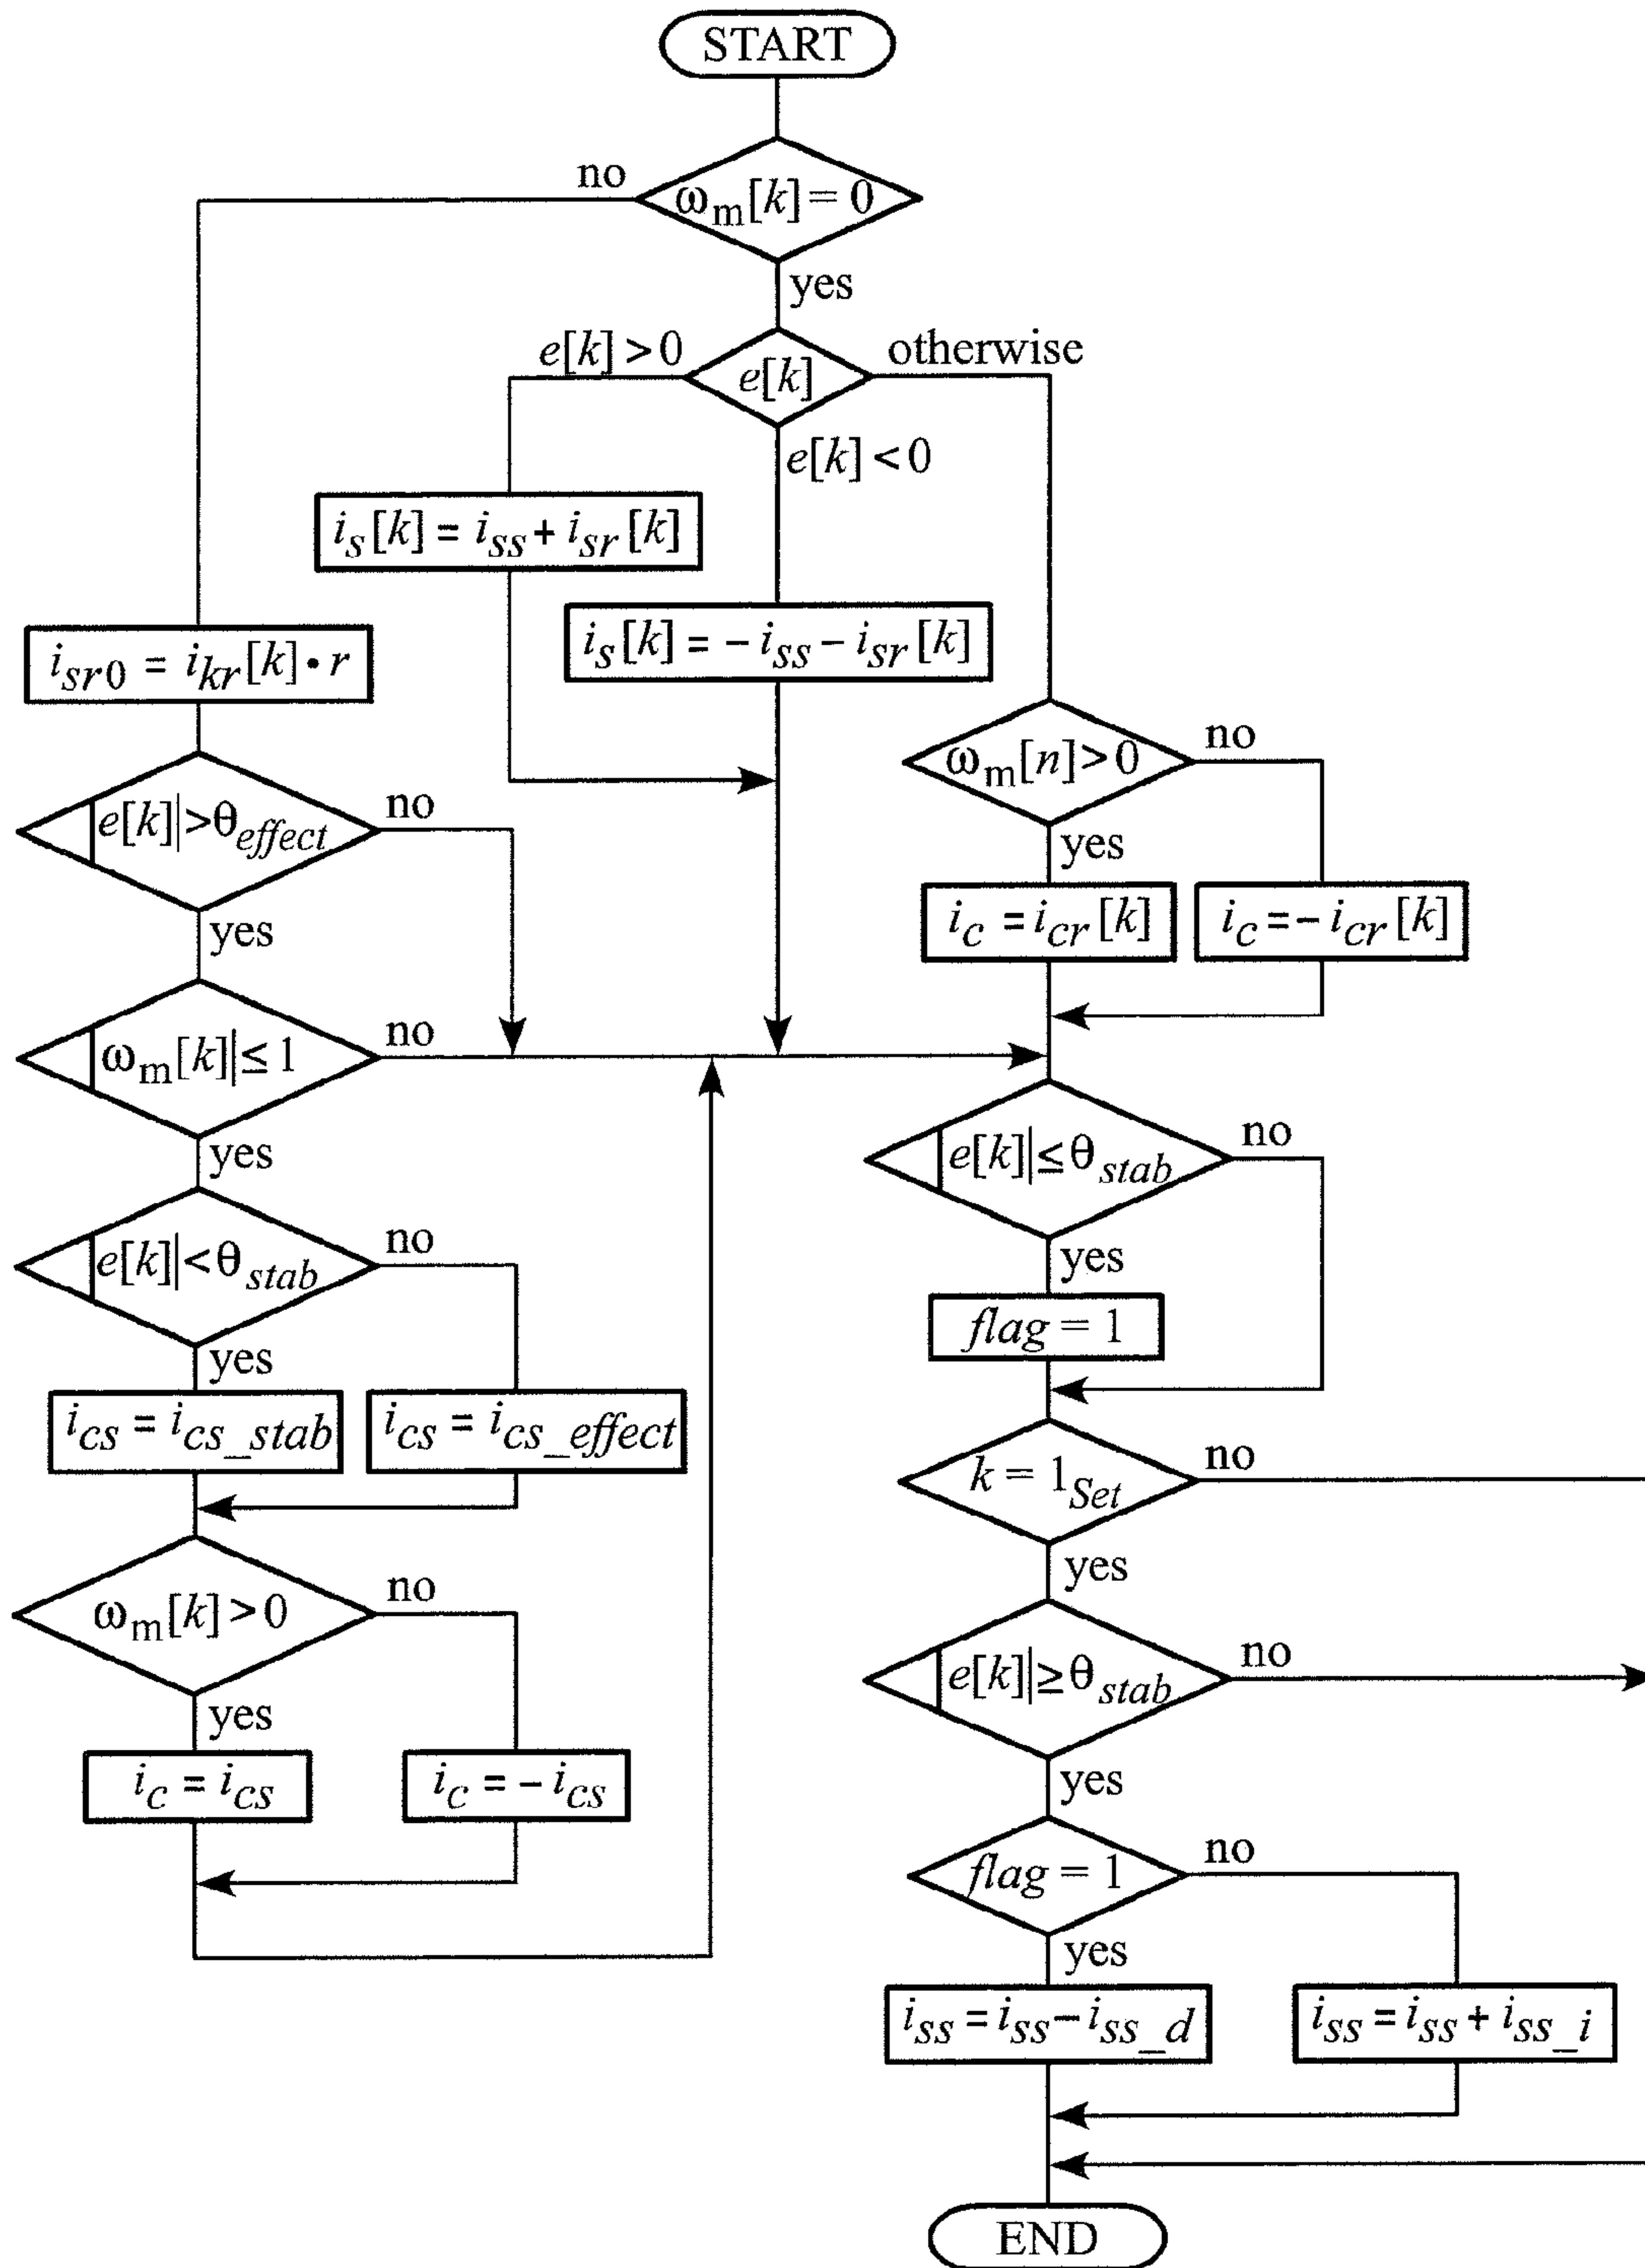 START
no
ωm[k] = 0
yes
e[k] > 0
e[k]
otherwise
e[k] < 0
is[k] = iss + isr[k]
is[k] = − iss − isr[k]
isr0 = ikr[k] • r
ωm[n] > 0
no
yes
|e[k]| > θeffect
no
yes
ic = icr[k]
ic = − icr[k]
|ωm[k]| ≤ 1
no
yes
|e[k]| ≤ θstab
no
yes
|e[k]| < θstab
no
yes
flag = 1
ics = ics_stab
ics = ics_effect
k = 1Set
no
yes
ωm[k] > 0
no
yes
|e[k]| ≥ θstab
no
yes
ic = ics
ic = − ics
flag = 1
no
yes
iss = iss − iss_d
iss = iss + iss_i
END